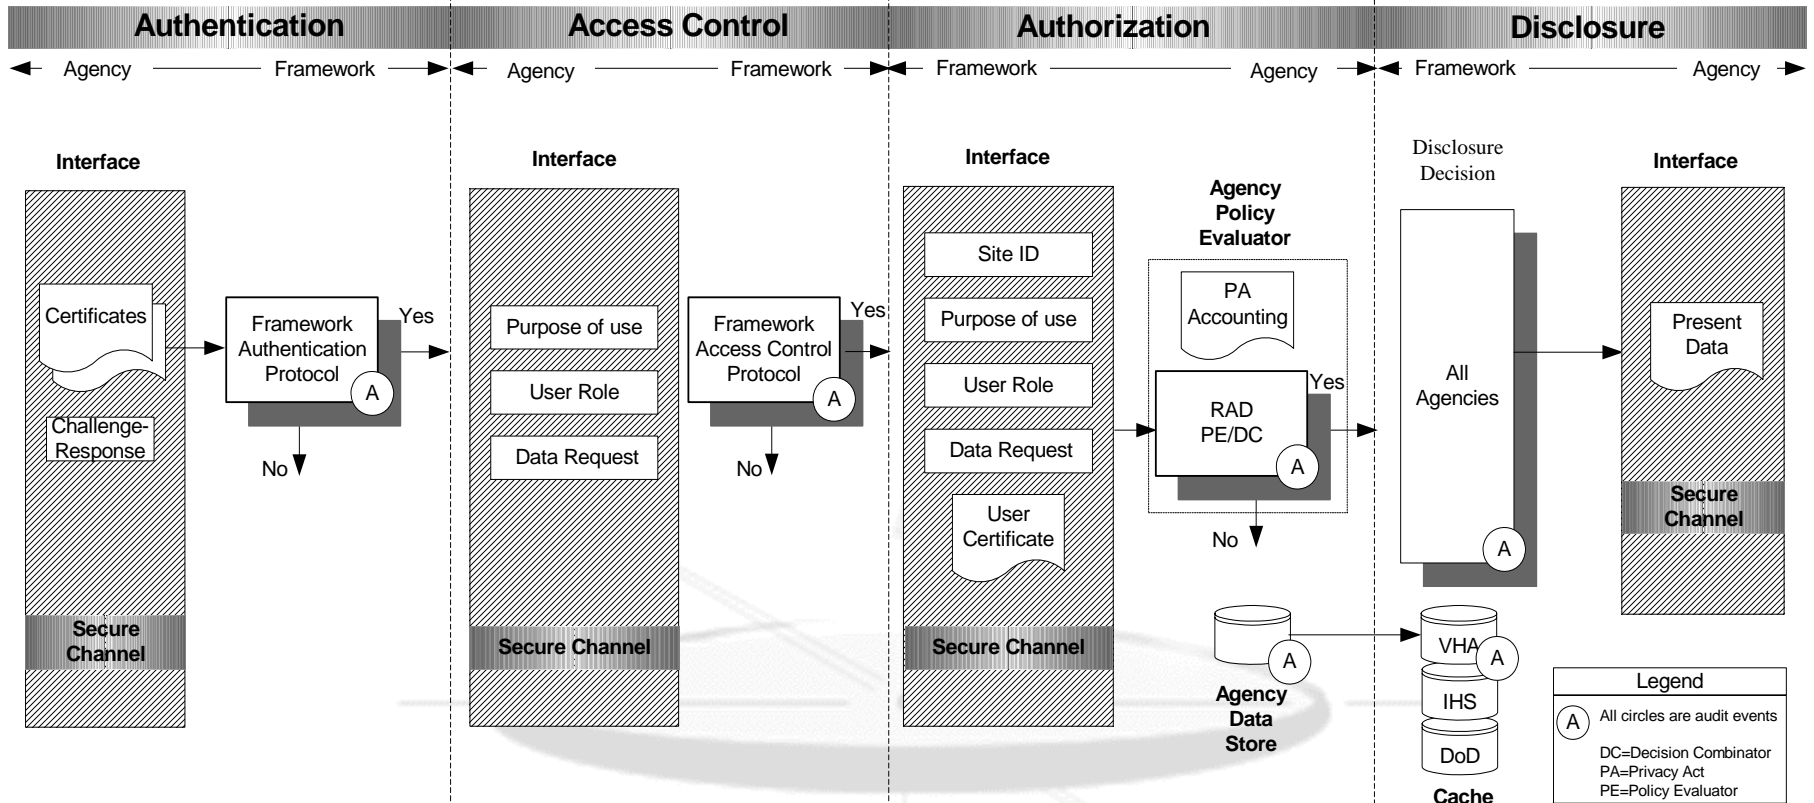 Authentication
Access Control
Authorization
Disclosure
Agency
Framework
Agency
Framework
Framework
Agency
Framework
Agency
Interface
Certificates
Challenge-
Response
Secure
Channel
Framework
Authentication
Protocol
A
Yes
No
Interface
Purpose of use
User Role
Data Request
Secure Channel
Framework
Access Control
Protocol
A
Yes
No
Interface
Site ID
Purpose of use
User Role
Data Request
User
Certificate
Secure Channel
Agency
Policy
Evaluator
PA
Accounting
RAD
PE/DC
A
Yes
No
A
Agency
Data
Store
Disclosure
Decision
All
Agencies
A
VHA
A
IHS
DoD
Cache
Interface
Present
Data
Secure
Channel
Legend
A
All circles are audit events
DC=Decision Combinator
PA=Privacy Act
PE=Policy Evaluator